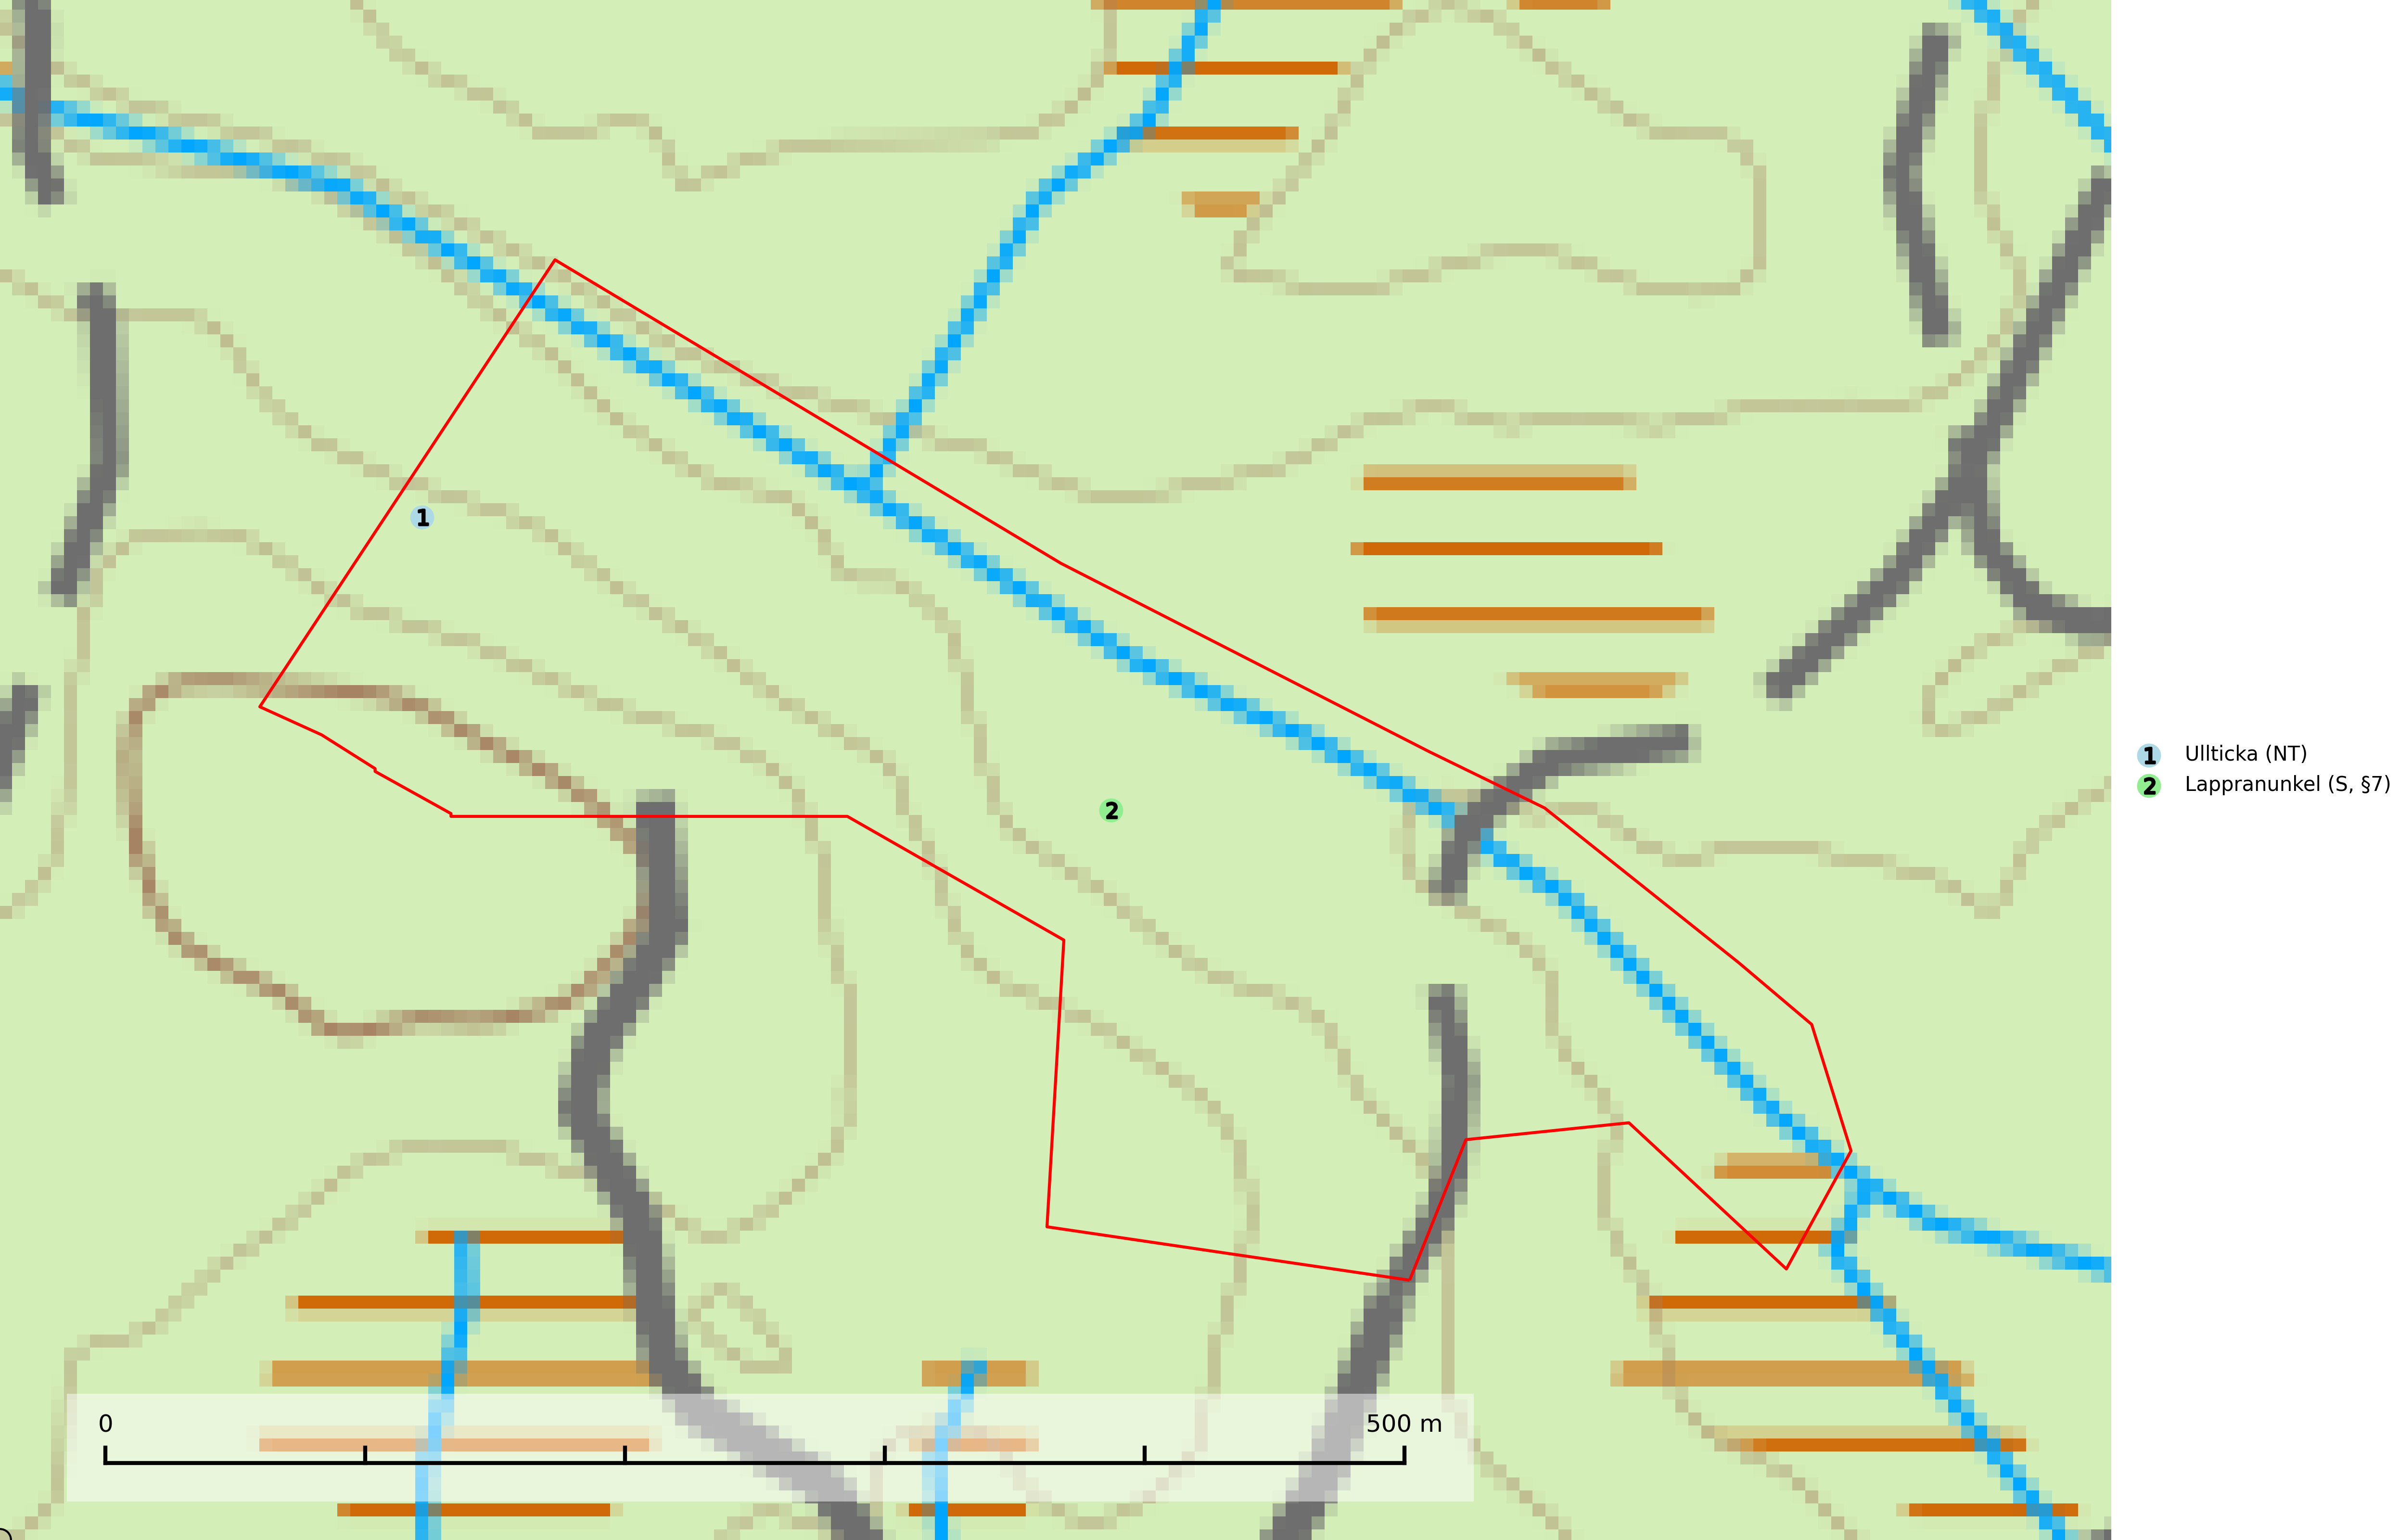 1
2
1 Ullticka (NT)
2 Lappranunkel (S, §7)
0 500 m